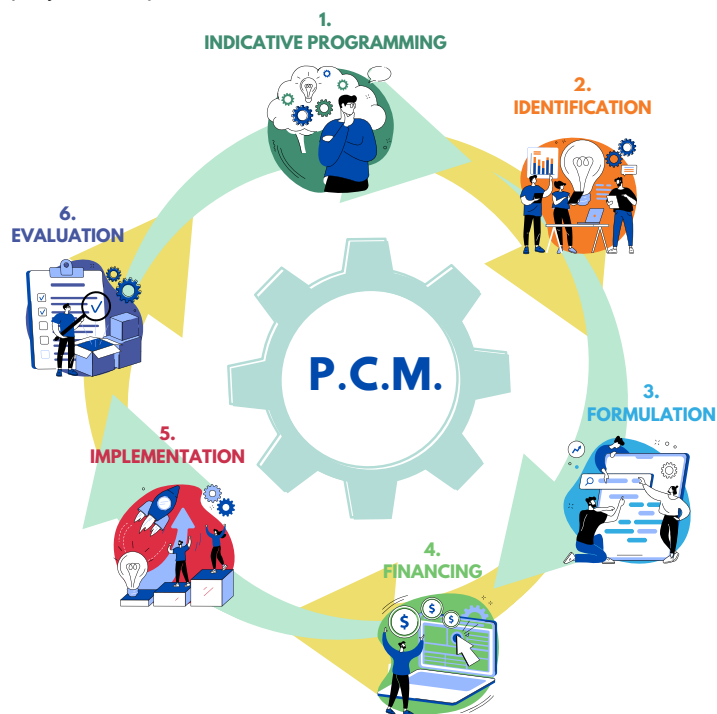 1.
INDICATIVE PROGRAMMING
2.
IDENTIFICATION
3.
FORMULATION
4.
FINANCING
5.
IMPLEMENTATION
6.
EVALUATION
P.C.M.
$
$
$